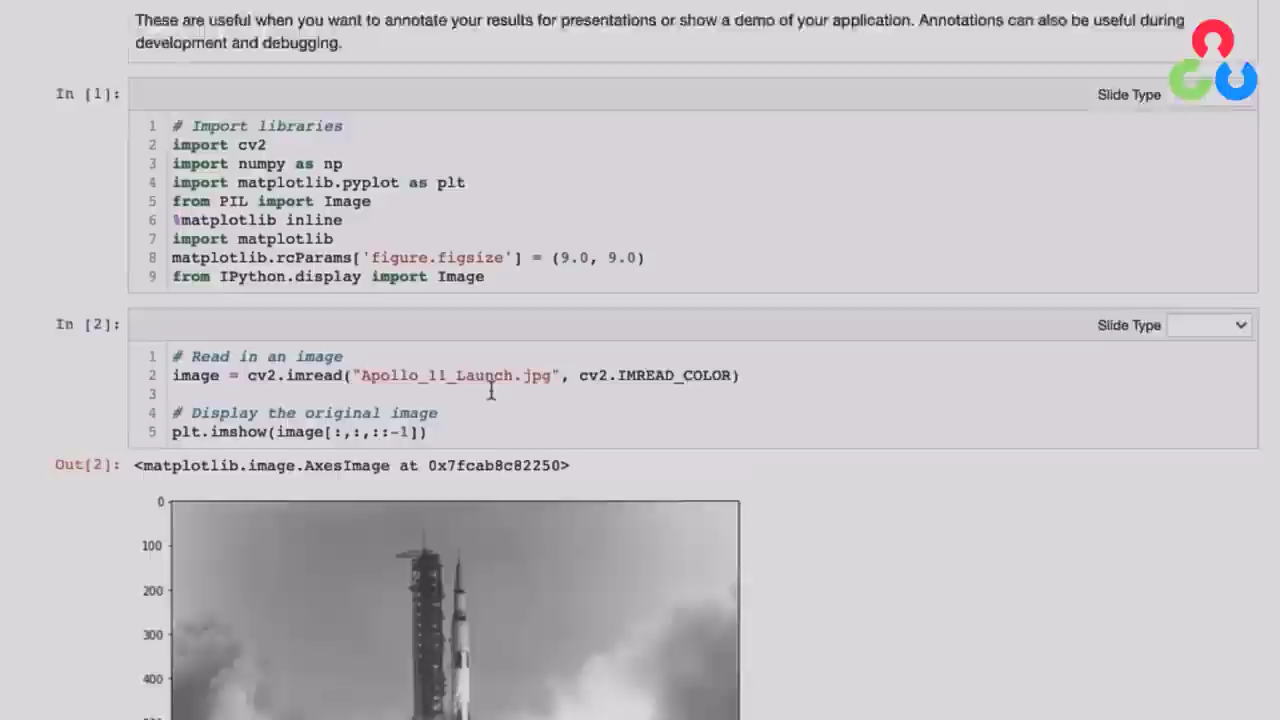 These are useful when you want to annotate your results for presentations or show a demo of your application. Annotations can also be useful during
development and debugging.
In [1]:
Slide Type
1 # Import libraries
2 import cv2
3 import numpy as np
4 import matplotlib.pyplot as plt
5 from PIL import Image
6 %matplotlib inline
7 import matplotlib
8 matplotlib.rcParams['figure.figsize'] = (9.0, 9.0)
9 from IPython.display import Image
In [2]:
Slide Type
1 # Read in an image
2 image = cv2.imread("Apollo_11_Launch.jpg", cv2.IMREAD_COLOR)
3
4 # Display the original image
5 plt.imshow(image[:,:,::-1])
Out[2]: <matplotlib.image.AxesImage at 0x7fcab8c82250>
0
100
200
300
400